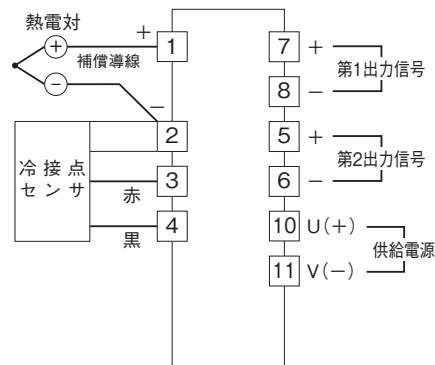 熱電対
+
+
1
補償導線
−
−
2
冷接点
センサ
3
赤
4
黒
7
+
第1出力信号
8
−
5
+
第2出力信号
6
−
10
U(+)
供給電源
11
V(−)